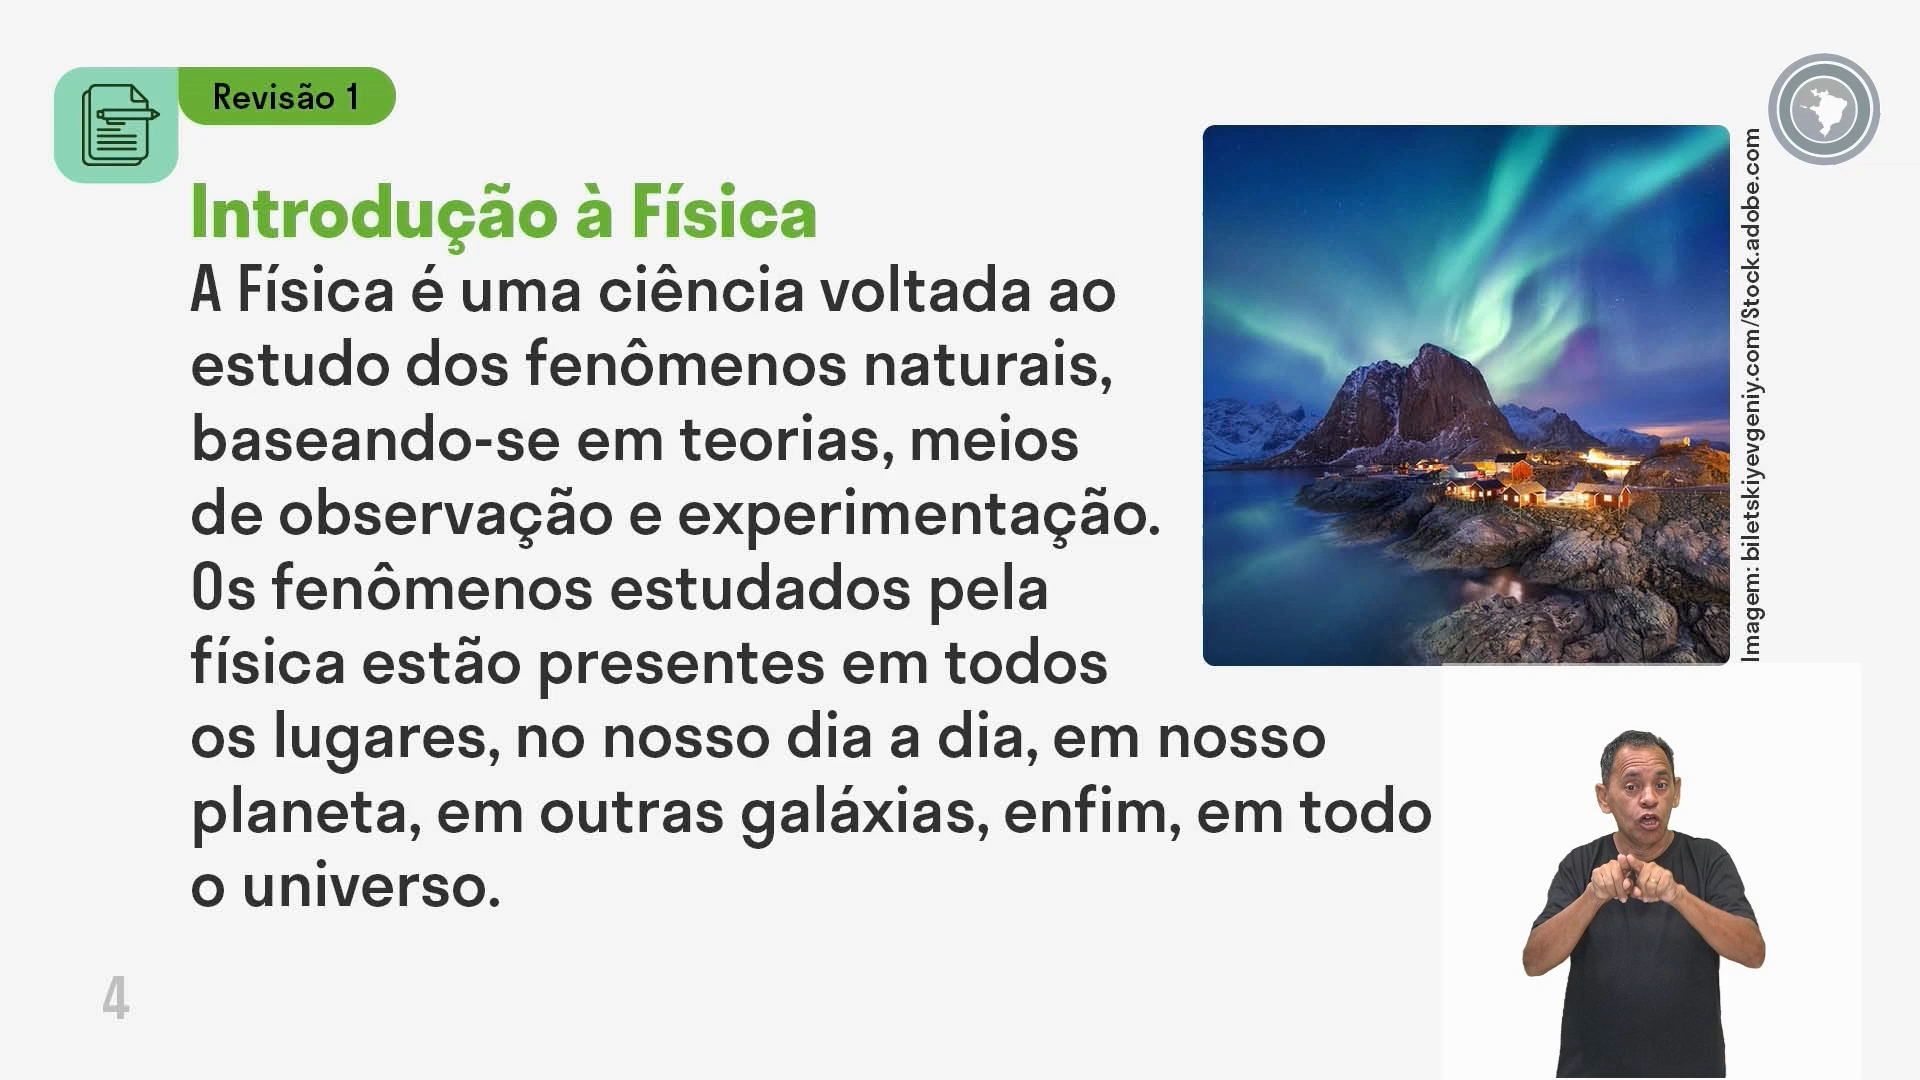 Revisão 1
Introdução à Física
A Física é uma ciência voltada ao
estudo dos fenômenos naturais,
baseando-se em teorias, meios
de observação e experimentação.
Os fenômenos estudados pela
física estão presentes em todos
os lugares, no nosso dia a dia, em nosso
planeta, em outras galáxias, enfim, em todo
o universo.
Imagem: biletskiyevgeniy.com/Stock.adobe.com
4